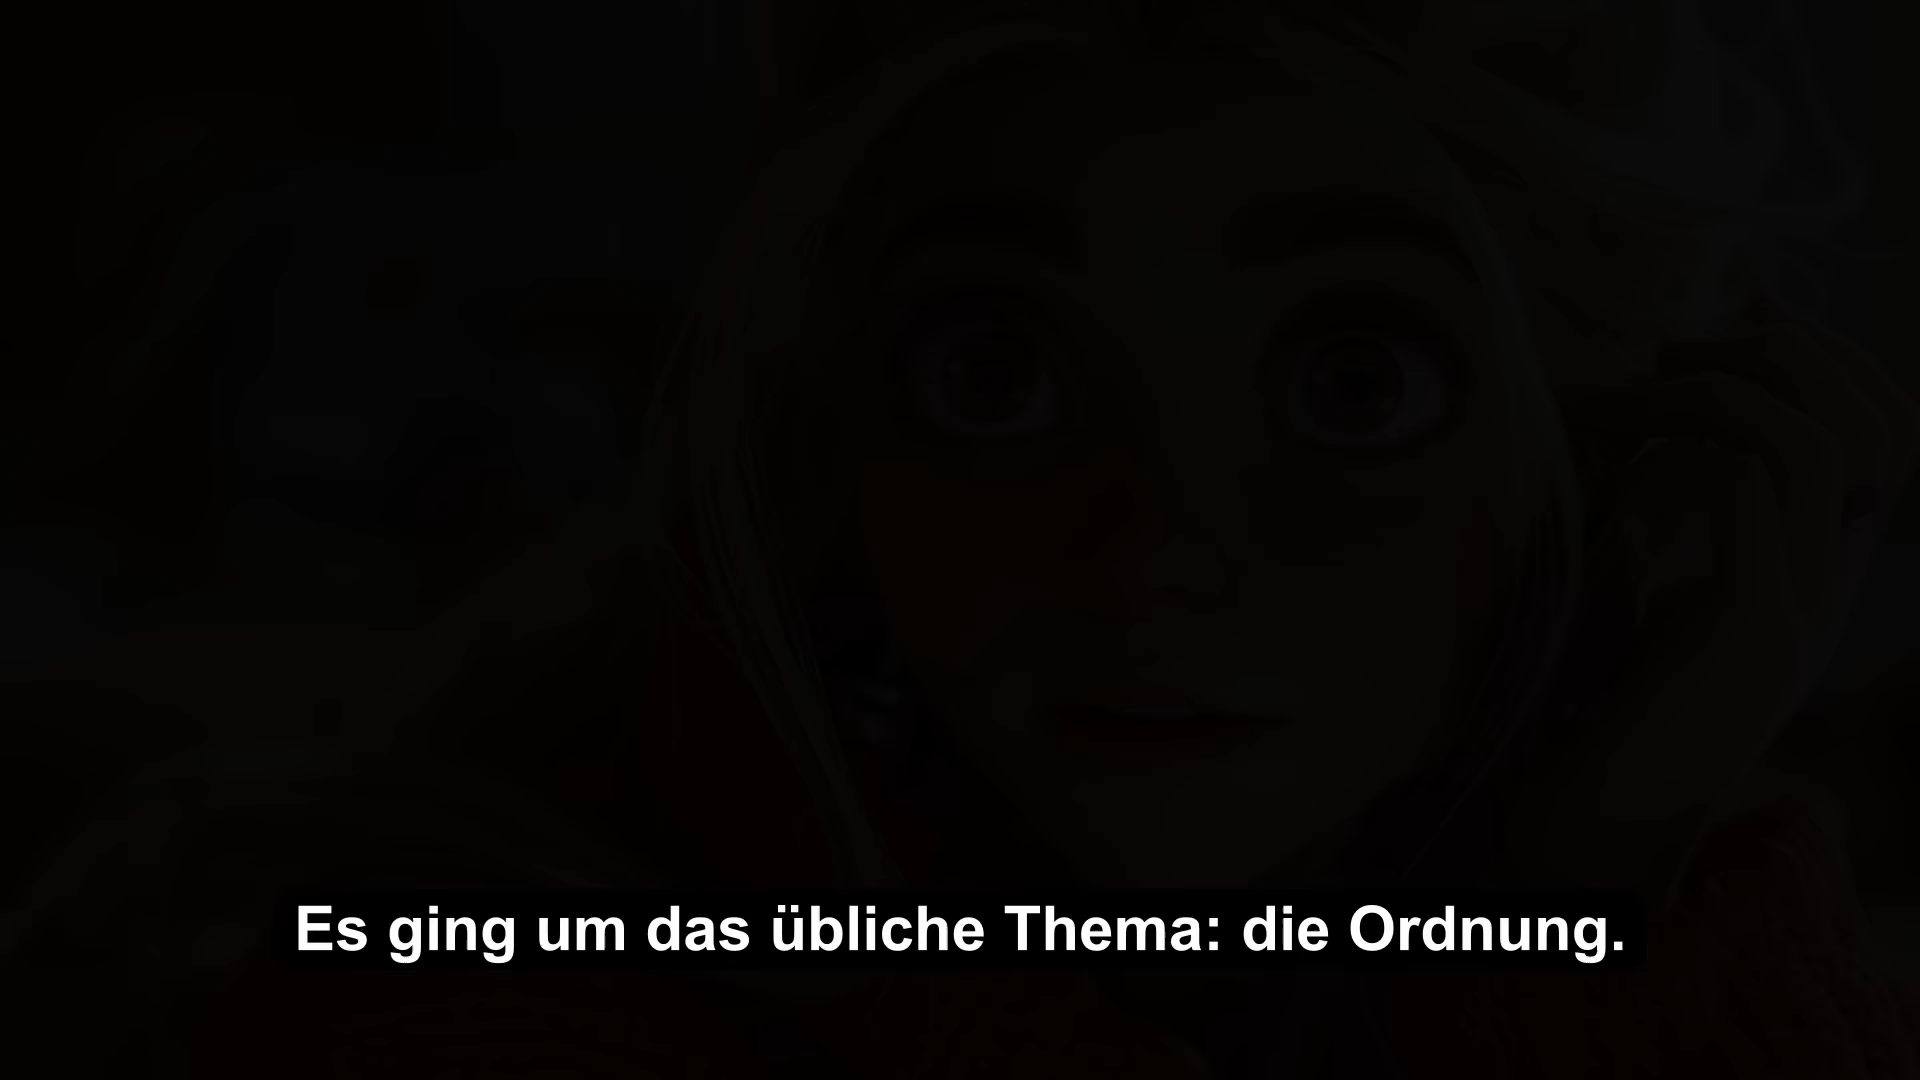 Es ging um das übliche Thema: die Ordnung.